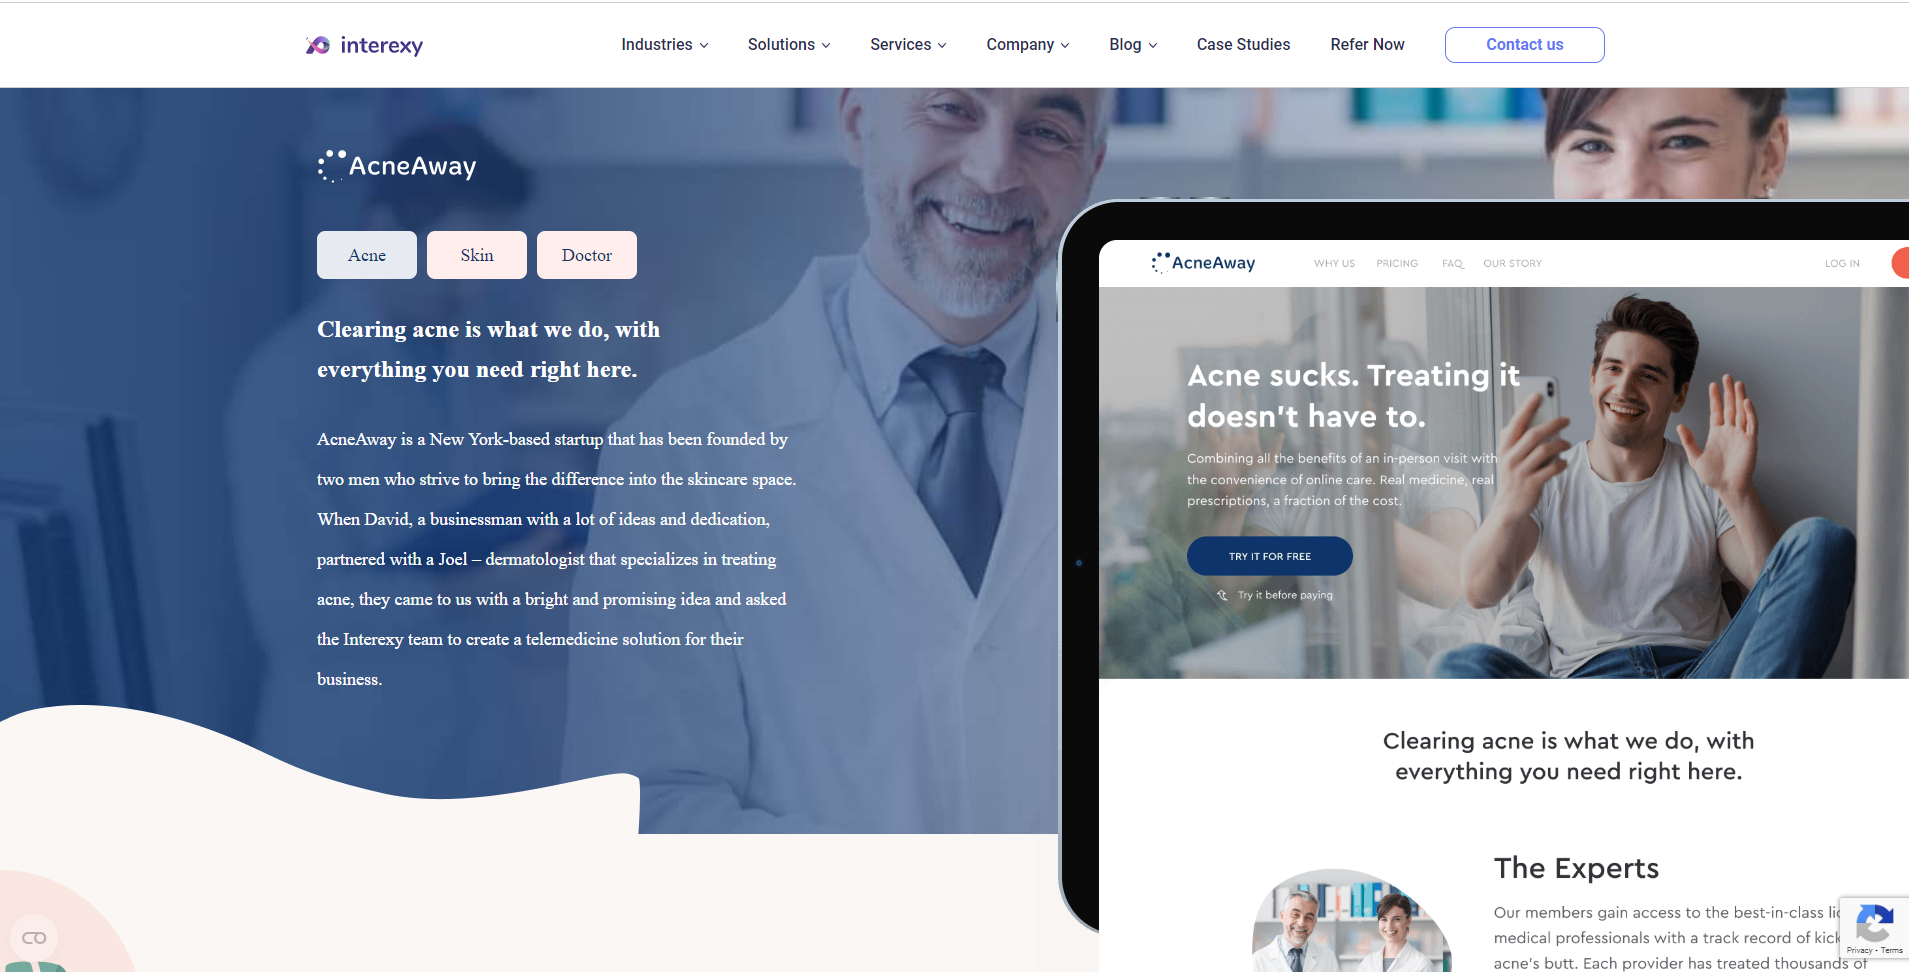 interexy
Industries
Solutions
Services
Company
Blog
Case Studies
Refer Now
Contact us
AcneAway
Acne
Skin
Doctor
Clearing acne is what we do, with
everything you need right here.
AcneAway is a New York-based startup that has been founded by
two men who strive to bring the difference into the skincare space.
When David, a businessman with a lot of ideas and dedication,
partnered with a Joel – dermatologist that specializes in treating
acne, they came to us with a bright and promising idea and asked
the Interexy team to create a telemedicine solution for their
business.
AcneAway
WHY US
PRICING
FAQ
OUR STORY
LOG IN
Acne sucks. Treating it
doesn't have to.
Combining all the benefits of an in-person visit with
the convenience of online care. Real medicine, real
prescriptions, a fraction of the cost.
TRY IT FOR FREE
Try it before paying
Clearing acne is what we do, with
everything you need right here.
The Experts
Our members gain access to the best-in-class
medical professionals with a track record of
acne's butt. Each provider has treated thousands of
Privacy - Terms